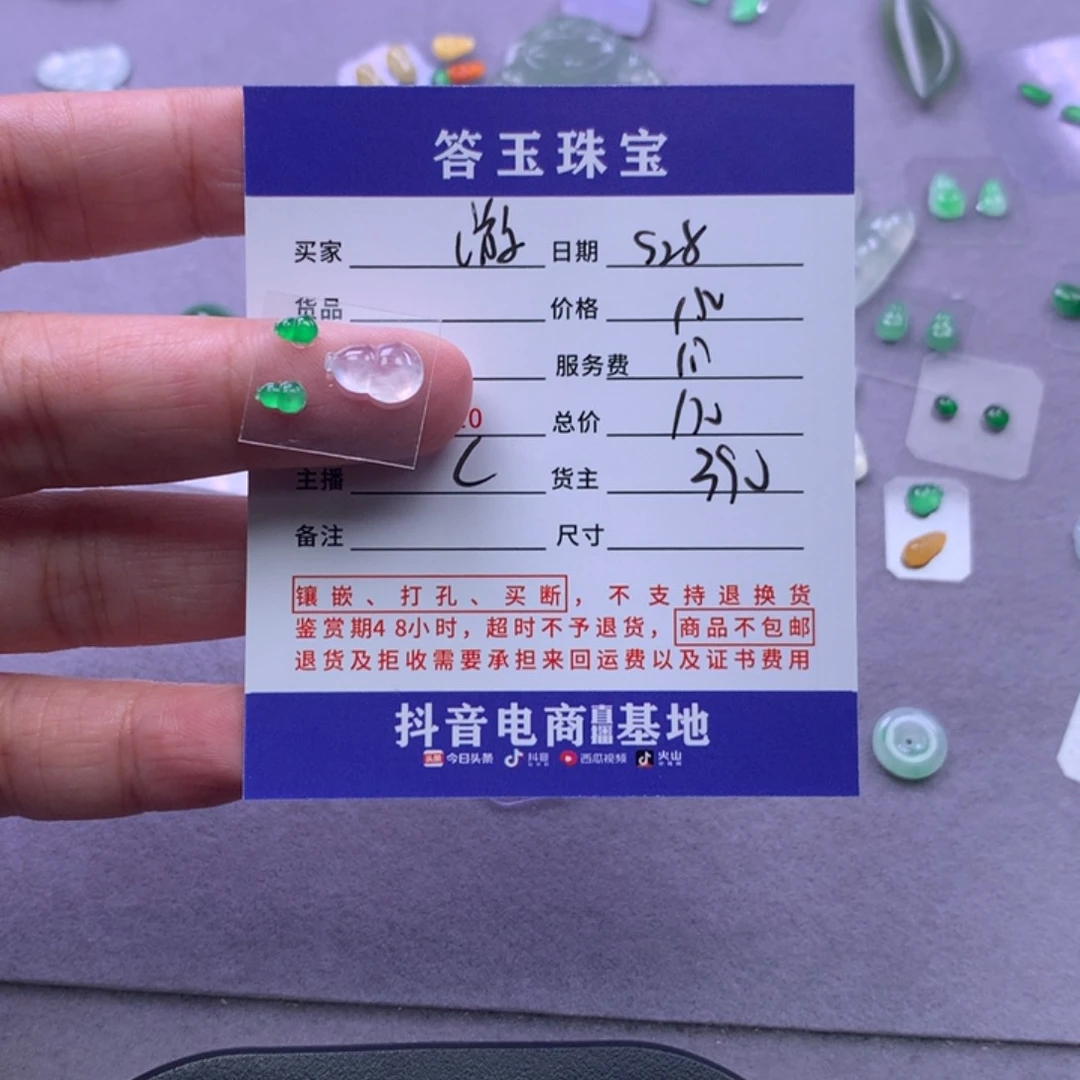 答玉珠宝
买家 游 日期 528
货品 价格
服务费
0 总价
主播 货主
备注 尺寸
镶嵌、打孔、买断，不支持退换货
鉴赏期48小时，超时不予退货，商品不包邮
退货及拒收需要承担来回运费以及证书费用
抖音电商直播基地
头条 今日头条 抖音 西瓜视频 火山